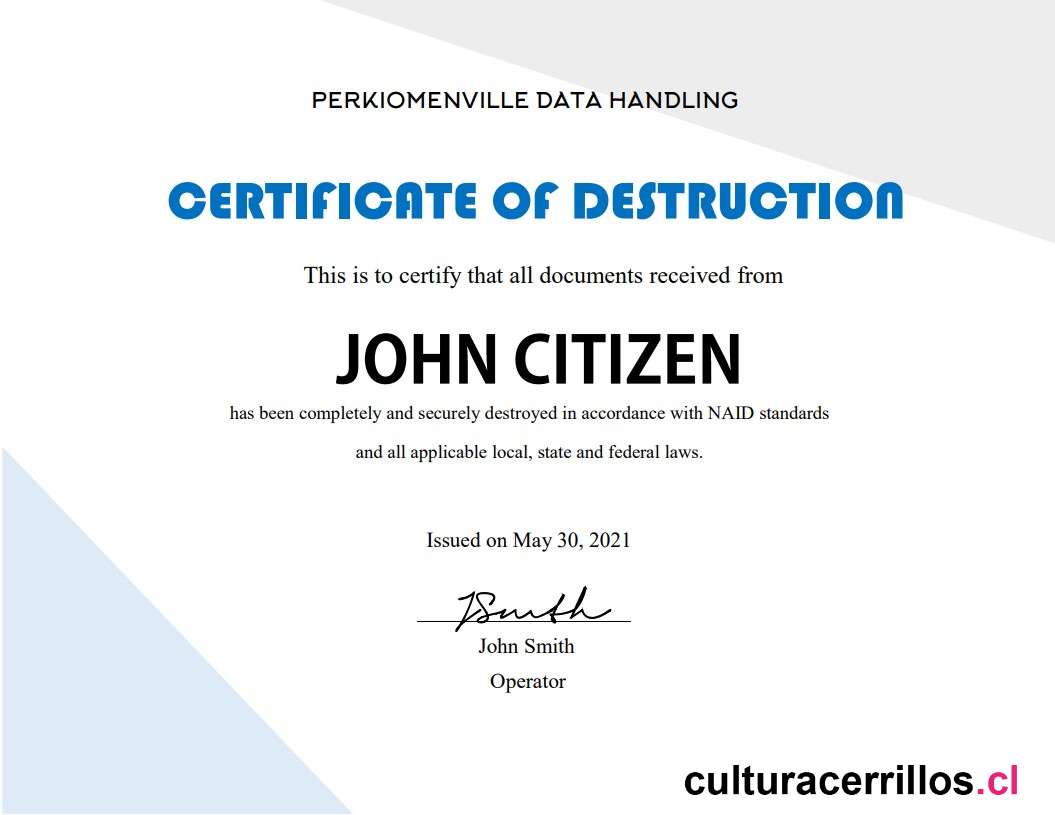 PERKIOMENVILLE DATA HANDLING
CERTIFICATE OF DESTRUCTION
This is to certify that all documents received from
JOHN CITIZEN
has been completely and securely destroyed in accordance with NAID standards
and all applicable local, state and federal laws.
Issued on May 30, 2021
JSmith
John Smith
Operator
culturacerrillos.cl